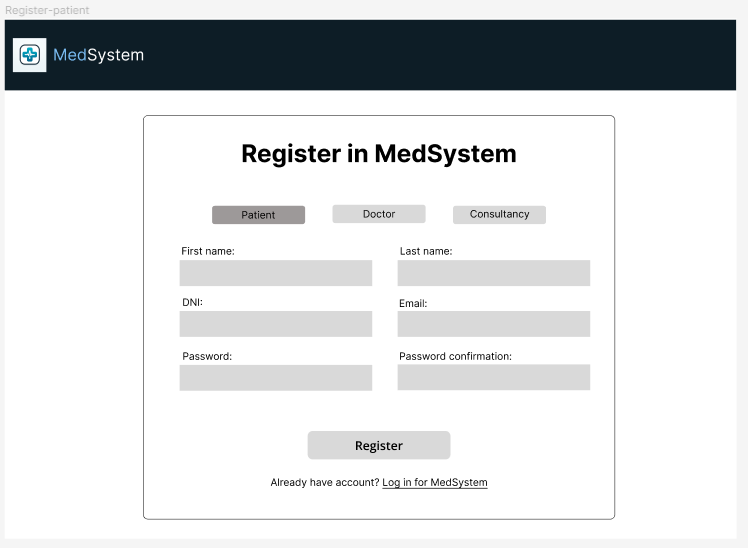 Register-patient
MedSystem
Register in MedSystem
Patient Doctor Consultancy
First name: Last name:
DNI: Email:
Password: Password confirmation:
Register
Already have account? Log in for MedSystem